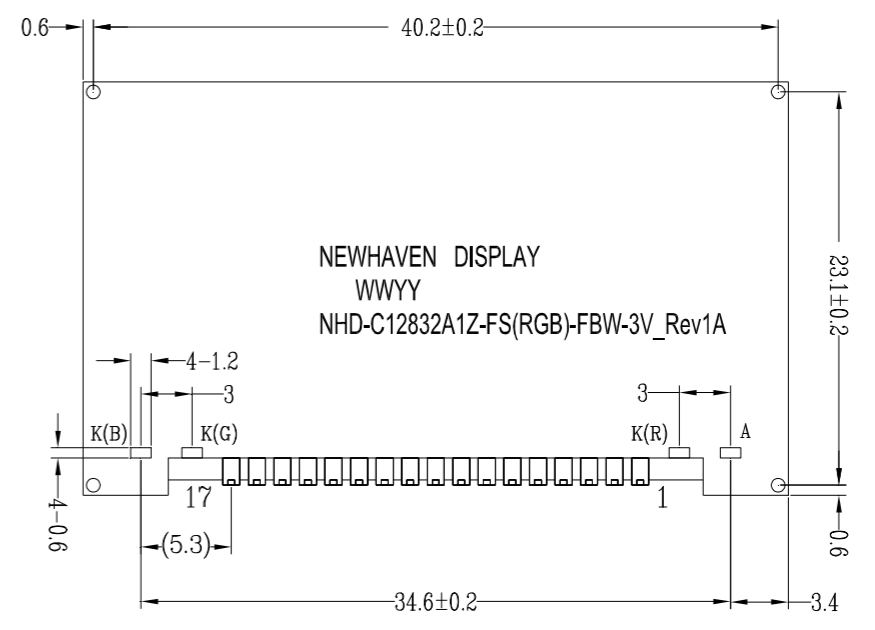 0.6 40.2±0.2
23.1±0.2
NEWHAVEN DISPLAY
WWYY
NHD-C12832A1Z-FS(RGB)-FBW-3V_Rev1A
4-1.2
3 3
K(B) K(G) K(R) A
17 1
4-0.6
(5.3)
0.6
34.6±0.2 3.4